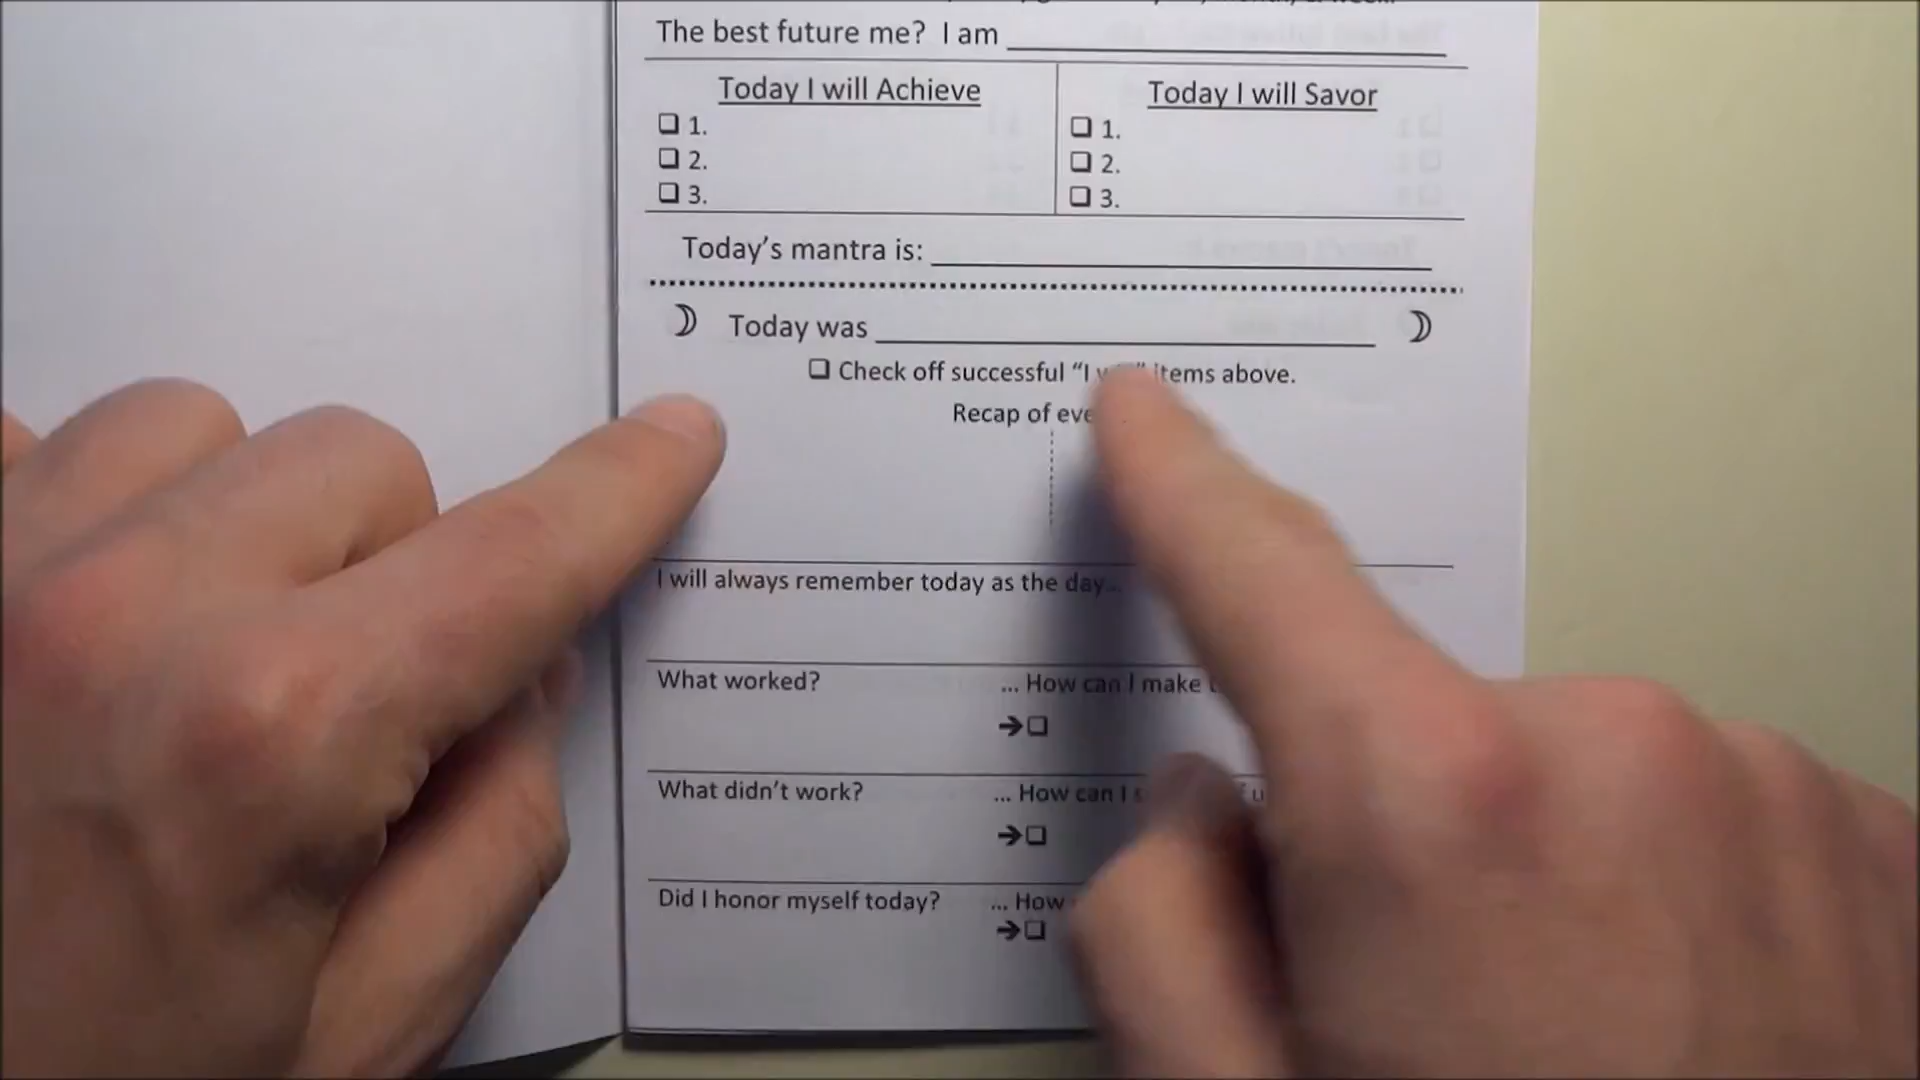 The best future me? I am
Today I will Achieve
1.
2.
3.
Today I will Savor
1.
2.
3.
Today's mantra is:
Today was
Check off successful "I items above.
Recap of
I will always remember today as the day...
What worked?
... How can I make
What didn't work?
... How can I
Did I honor myself today?
... How